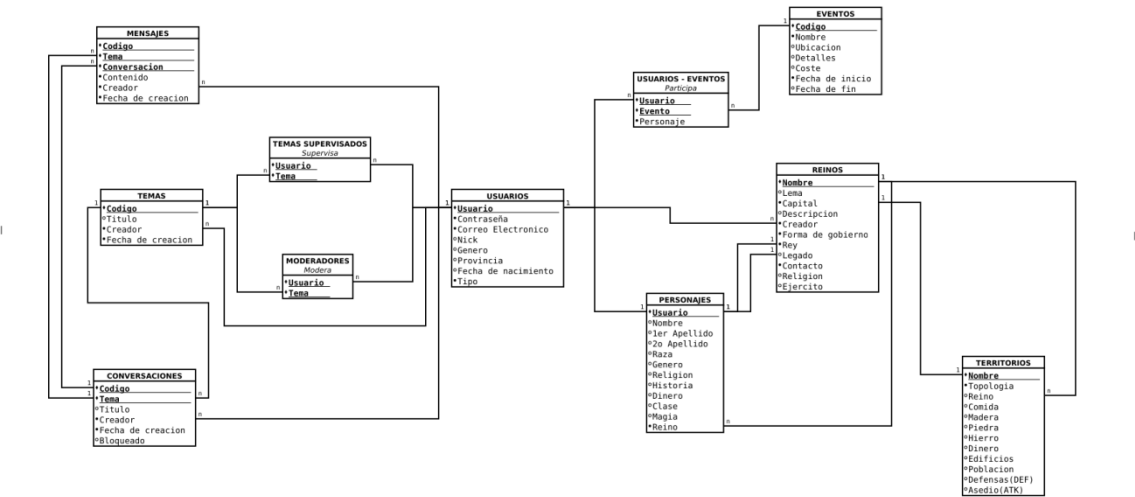 MENSAJES
Codigo
Tema
Conversacion
Contenido
Creador
Fecha de creacion
TEMAS SUPERVISADOS
Supervisa
Usuario
Tema
TEMAS
Codigo
Titulo
Creador
Fecha de creacion
MODERADORES
Modera
Usuario
Tema
CONVERSACIONES
Codigo
Tema
Titulo
Creador
Fecha de creacion
Bloqueado
USUARIOS
Usuario
Contraseña
Correo Electronico
Nick
Genero
Provincia
Fecha de nacimiento
Tipo
USUARIOS - EVENTOS
Participa
Usuario
Evento
Personaje
EVENTOS
Codigo
Nombre
Ubicacion
Detalles
Coste
Fecha de inicio
Fecha de fin
REINOS
Nombre
Lema
Capital
Descripcion
Creador
Forma de gobierno
Rey
Legado
Contacto
Religion
Ejercito
PERSONAJES
Usuario
Nombre
1er Apellido
2o Apellido
Raza
Genero
Religion
Historia
Dinero
Clase
Magia
Reino
TERRITORIOS
Nombre
Topologia
Reino
Comida
Madera
Piedra
Hierro
Dinero
Edificios
Poblacion
Defensas(DEF)
Asedio(ATK)